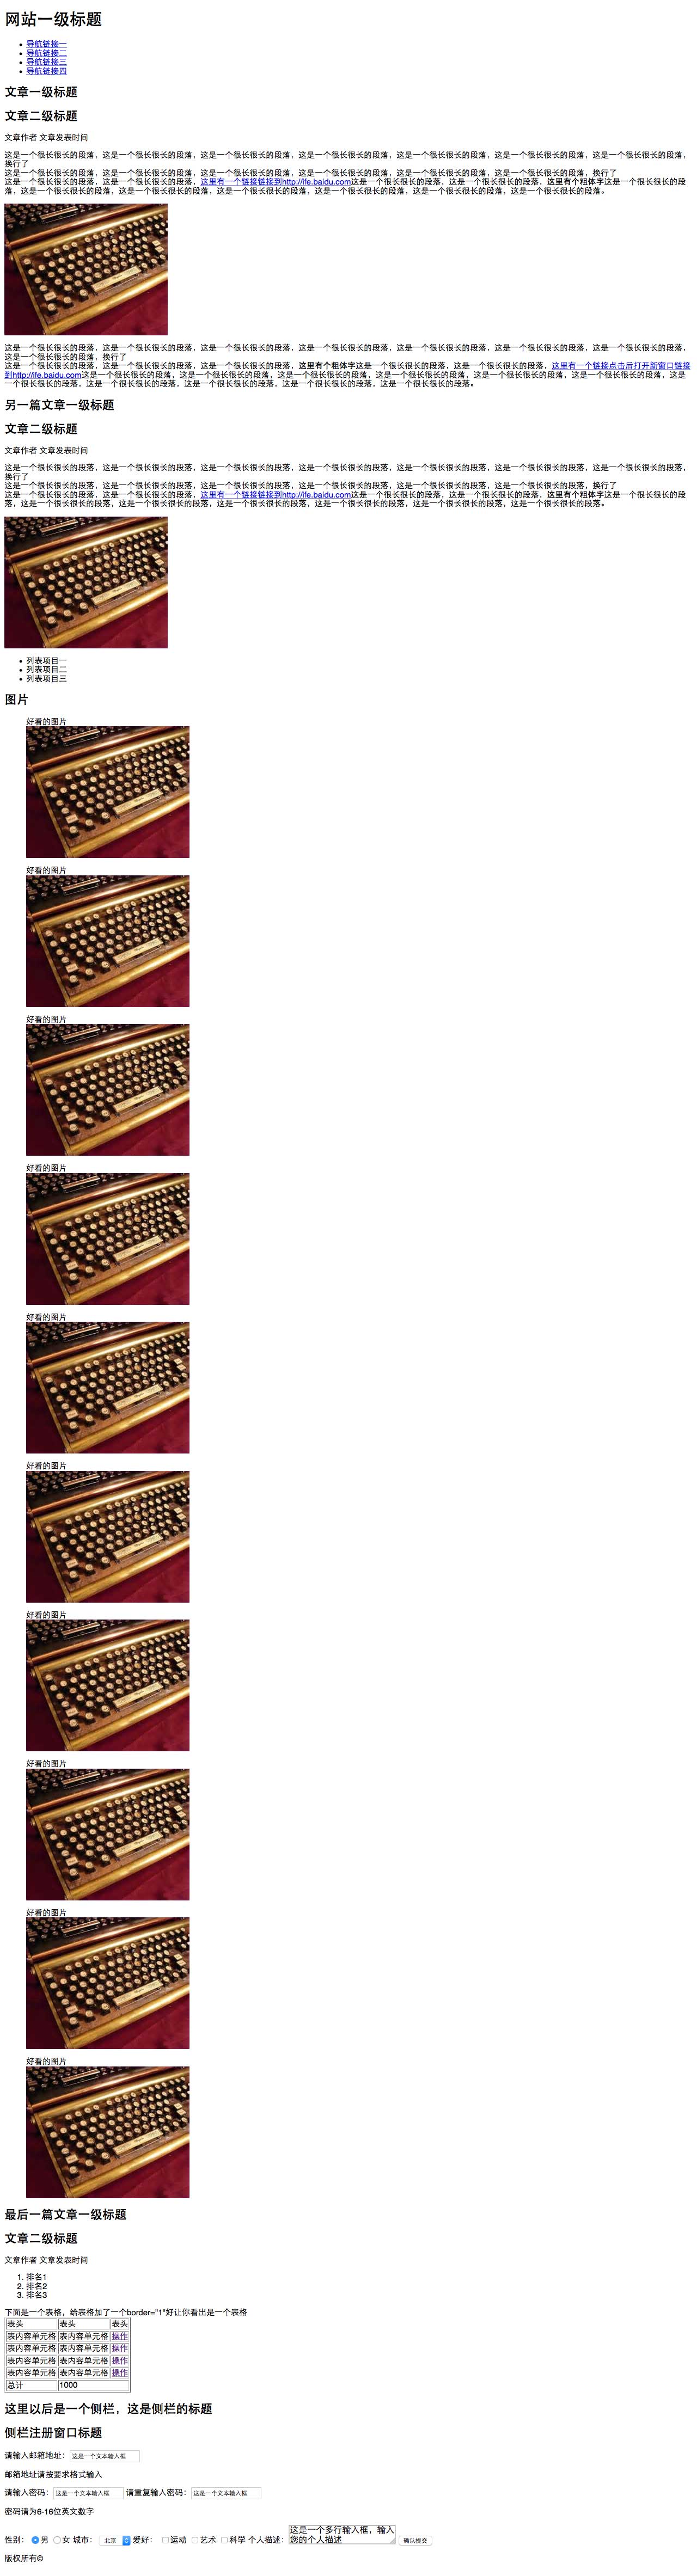 网站一级标题
导航链接一
导航链接二
导航链接三
导航链接四
文章一级标题
文章二级标题
文章作者 文章发表时间
这是一个很长很长的段落，这是一个很长很长的段落，这是一个很长很长的段落，这是一个很长很长的段落，这是一个很长很长的段落，这是一个很长很长的段落，这是一个很长很长的段落，
换行了
这是一个很长很长的段落，这是一个很长很长的段落，这是一个很长很长的段落，这是一个很长很长的段落，这是一个很长很长的段落，这是一个很长很长的段落，换行了
这是一个很长很长的段落，这是一个很长很长的段落，这里有一个链接链接到http://ife.baidu.com这是一个很长很长的段落，这是一个很长很长的段落，这里有个粗体字这是一个很长很长的段
落，这是一个很长很长的段落，这是一个很长很长的段落，这是一个很长很长的段落，这是一个很长很长的段落，这是一个很长很长的段落，这是一个很长很长的段落。
这是一个很长很长的段落，这是一个很长很长的段落，这是一个很长很长的段落，这是一个很长很长的段落，这是一个很长很长的段落，这是一个很长很长的段落，这是一个很长很长的段落，
这是一个很长很长的段落，换行了
这是一个很长很长的段落，这是一个很长很长的段落，这是一个很长很长的段落，这里有个粗体字这是一个很长很长的段落，这是一个很长很长的段落，这里有一个链接点击后打开新窗口链接
到http://ife.baidu.com这是一个很长很长的段落，这是一个很长很长的段落，这是一个很长很长的段落，这是一个很长很长的段落，这是一个很长很长的段落，这是一个很长很长的段落，这是
一个很长很长的段落，这是一个很长很长的段落，这是一个很长很长的段落，这是一个很长很长的段落，这是一个很长很长的段落。
另一篇文章一级标题
文章二级标题
文章作者 文章发表时间
这是一个很长很长的段落，这是一个很长很长的段落，这是一个很长很长的段落，这是一个很长很长的段落，这是一个很长很长的段落，这是一个很长很长的段落，这是一个很长很长的段落，
换行了
这是一个很长很长的段落，这是一个很长很长的段落，这是一个很长很长的段落，这是一个很长很长的段落，这是一个很长很长的段落，这是一个很长很长的段落，换行了
这是一个很长很长的段落，这是一个很长很长的段落，这里有一个链接链接到http://ife.baidu.com这是一个很长很长的段落，这是一个很长很长的段落，这里有个粗体字这是一个很长很长的段
落，这是一个很长很长的段落，这是一个很长很长的段落，这是一个很长很长的段落，这是一个很长很长的段落，这是一个很长很长的段落，这是一个很长很长的段落。
列表项目一
列表项目二
列表项目三
图片
好看的图片
好看的图片
好看的图片
好看的图片
好看的图片
好看的图片
好看的图片
好看的图片
好看的图片
好看的图片
最后一篇文章一级标题
文章二级标题
文章作者 文章发表时间
1. 排名1
2. 排名2
3. 排名3
下面是一个表格，给表格加了一个border="1"好让你看出是一个表格
表头 表头 表头
表内容单元格 表内容单元格 操作
表内容单元格 表内容单元格 操作
表内容单元格 表内容单元格 操作
表内容单元格 表内容单元格 操作
总计 1000
这里以后是一个侧栏，这是侧栏的标题
侧栏注册窗口标题
请输入邮箱地址：这是一个文本输入框
邮箱地址请按要求格式输入
请输入密码：这是一个文本输入框 请重复输入密码：这是一个文本输入框
密码请为6-16位英文数字
性别： 男 女 城市： 北京 爱好： 运动 艺术 科学 个人描述：这是一个多行输入框，输入
您的个人描述 确认提交
版权所有©